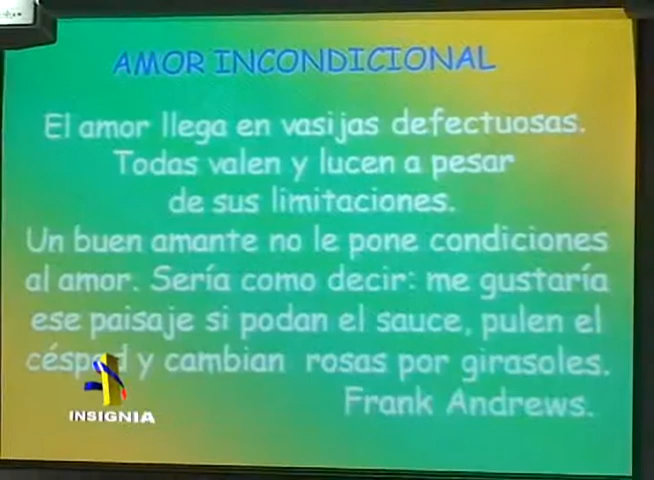 AMOR INCONDICIONAL
El amor llega en vasijas defectuosas.
Todas valen y lucen a pesar
de sus limitaciones.
Un buen amante no le pone condiciones
al amor. Sería como decir: me gustaría
ese paisaje si podan el sauce, pulen el
césped y cambian rosas por girasoles.
Frank Andrews.
INSIGNIA